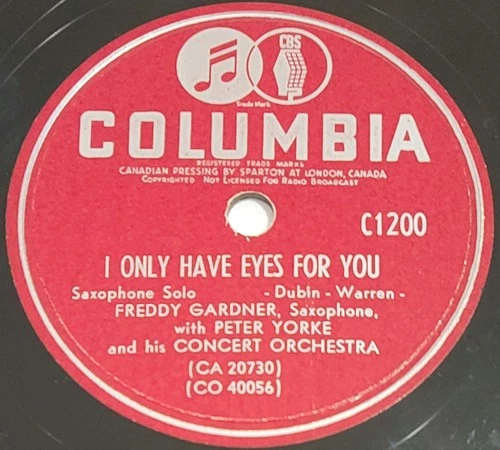 CBS
Trade Mark
COLUMBIA
REGISTERED TRADE MARKS
CANADIAN PRESSING BY SPARTON AT LONDON, CANADA
COPYRIGHTED NOT LICENSED FOR RADIO BROADCAST
C1200
I ONLY HAVE EYES FOR YOU
Saxophone Solo - Dubin - Warren -
FREDDY GARDNER, Saxophone,
with PETER YORKE
and his CONCERT ORCHESTRA
(CA 20730)
(CO 40056)